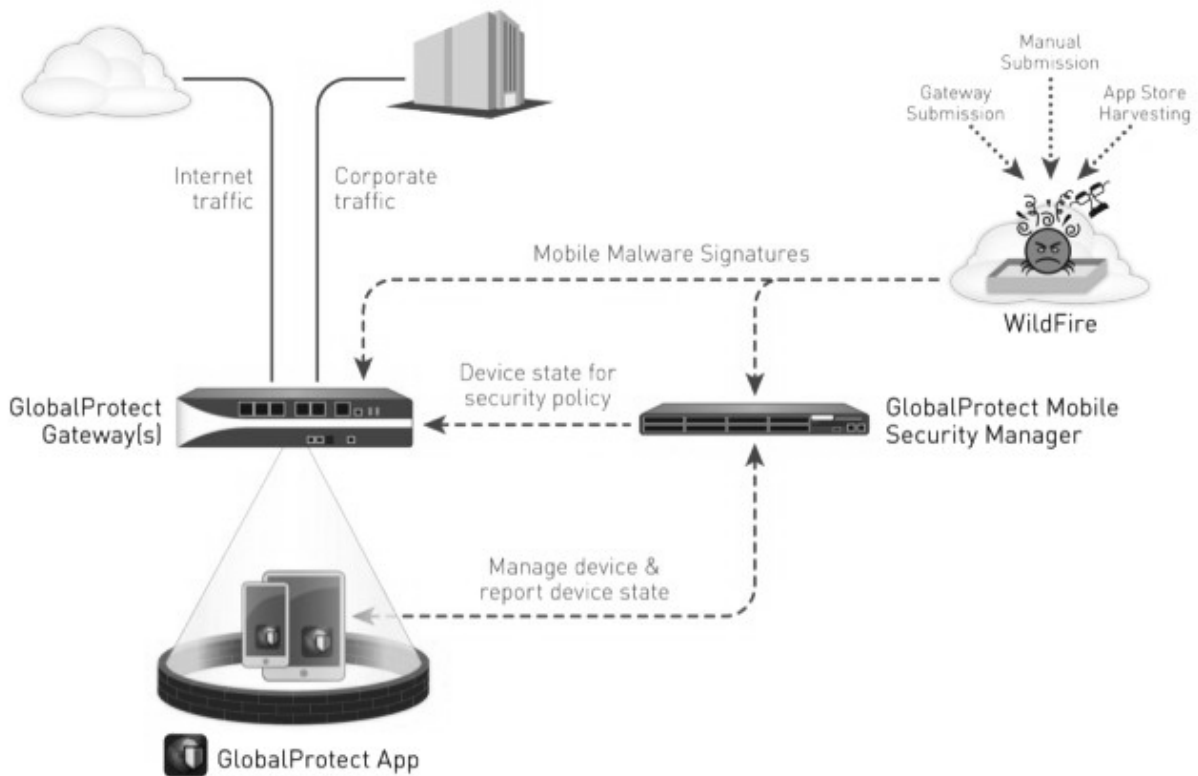 Manual
Submission
Gateway
Submission
App Store
Harvesting
Internet
traffic
Corporate
traffic
Mobile Malware Signatures
WildFire
Device state for
security policy
GlobalProtect
Gateway(s)
GlobalProtect Mobile
Security Manager
Manage device &
report device state
GlobalProtect App